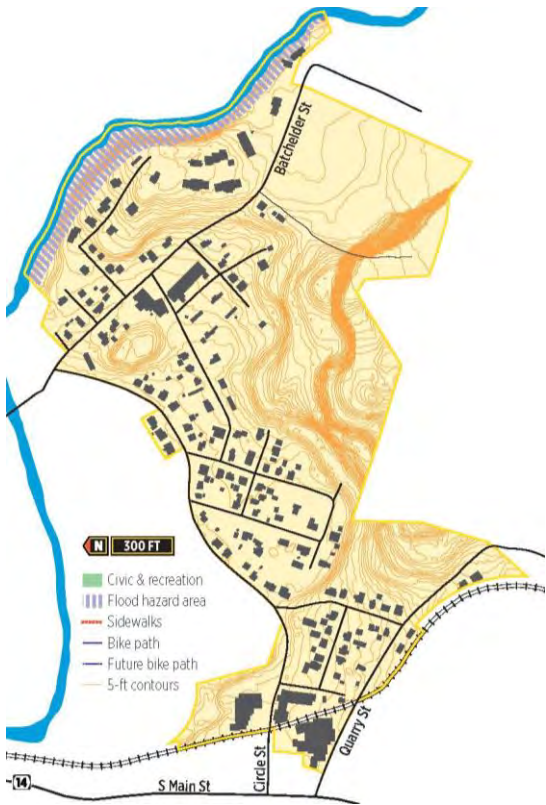 Batchelder St
N 300 FT
Civic & recreation
Flood hazard area
Sidewalks
Bike path
Future bike path
5-ft contours
14
S Main St
Circle St
Quarry St